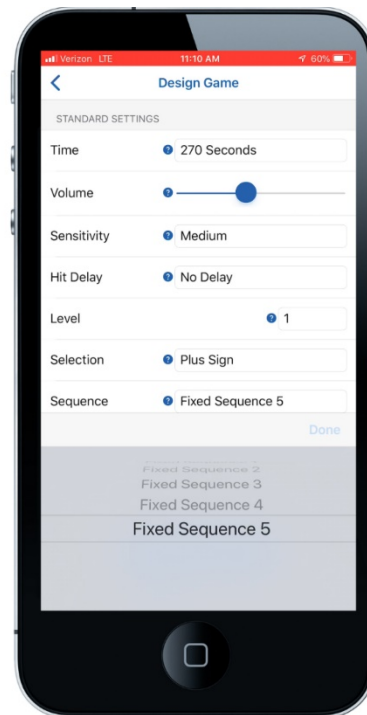 Verizon LTE 11:10 AM 60%
Design Game
STANDARD SETTINGS
Time ? 270 Seconds
Volume ?
Sensitivity ? Medium
Hit Delay ? No Delay
Level ? 1
Selection ? Plus Sign
Sequence ? Fixed Sequence 5
Done
Fixed Sequence 2
Fixed Sequence 3
Fixed Sequence 4
Fixed Sequence 5